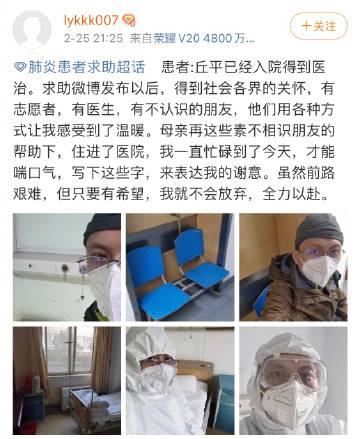 lykkk007
2-25 21:25 来自荣耀V20 4800万...
+关注
肺炎患者求助超话 患者:丘平已经入院得到医
治。求助微博发布以后，得到社会各界的关怀，有
志愿者，有医生，有不认识的朋友，他们用各种方
式让我感受到了温暖。母亲再这些素不相识朋友的
帮助下，住进了医院，我一直忙碌到了今天，才能
喘口气，写下这些字，来表达我的谢意。虽然前路
艰难，但只要有希望，我就不会放弃，全力以赴。